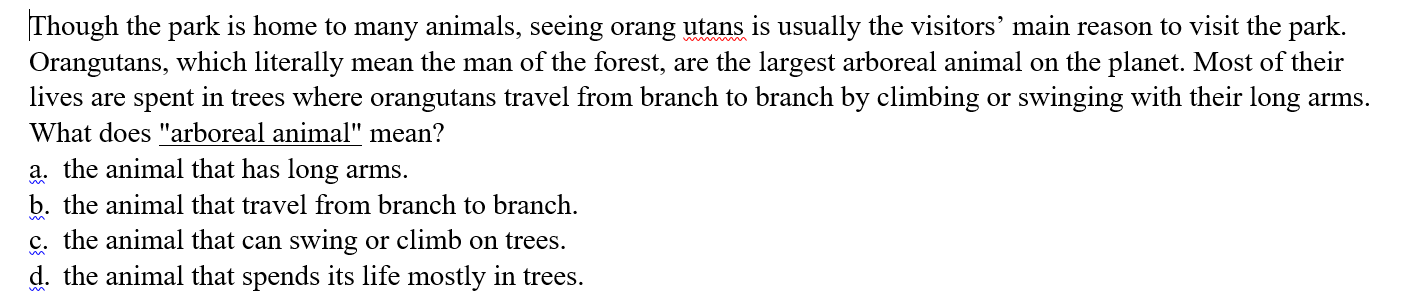 Though the park is home to many animals, seeing orang utans is usually the visitors’ main reason to visit the park.
Orangutans, which literally mean the man of the forest, are the largest arboreal animal on the planet. Most of their
lives are spent in trees where orangutans travel from branch to branch by climbing or swinging with their long arms.
What does "arboreal animal" mean?
a. the animal that has long arms.
b. the animal that travel from branch to branch.
c. the animal that can swing or climb on trees.
d. the animal that spends its life mostly in trees.